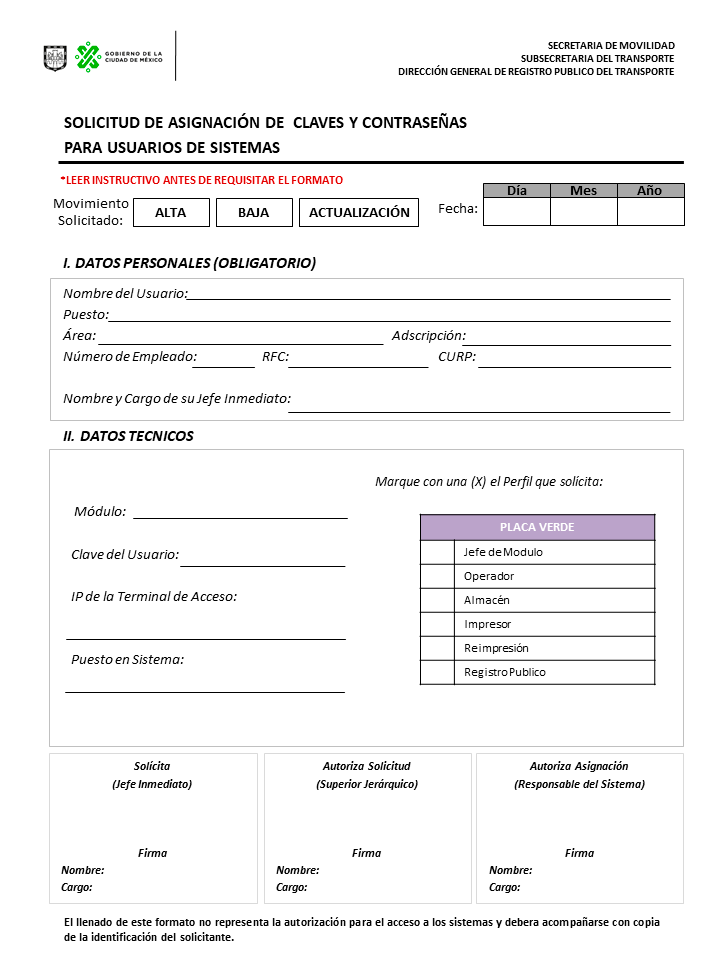 GOBIERNO DE LA
CIUDAD DE MÉXICO
SECRETARIA DE MOVILIDAD
SUBSECRETARIA DEL TRANSPORTE
DIRECCIÓN GENERAL DE REGISTRO PUBLICO DEL TRANSPORTE
SOLICITUD DE ASIGNACIÓN DE CLAVES Y CONTRASEÑAS
PARA USUARIOS DE SISTEMAS
*LEER INSTRUCTIVO ANTES DE REQUISITAR EL FORMATO
Movimiento
Solicitado:
ALTA BAJA ACTUALIZACIÓN
Fecha:
Día Mes Año
I. DATOS PERSONALES (OBLIGATORIO)
Nombre del Usuario:
Puesto:
Área: Adscripción:
Número de Empleado: RFC: CURP:
Nombre y Cargo de su Jefe Inmediato:
II. DATOS TECNICOS
Marque con una (X) el Perfil que solícita:
Módulo:
Clave del Usuario:
IP de la Terminal de Acceso:
Puesto en Sistema:
PLACA VERDE
Jefe de Modulo
Operador
Almacén
Impresor
Reimpresión
Registro Publico
Solícita
(Jefe Inmediato)
Firma
Nombre:
Cargo:
Autoriza Solicitud
(Superior Jerárquico)
Firma
Nombre:
Cargo:
Autoriza Asignación
(Responsable del Sistema)
Firma
Nombre:
Cargo:
El llenado de este formato no representa la autorización para el acceso a los sistemas y debera acompañarse con copia
de la identificación del solicitante.